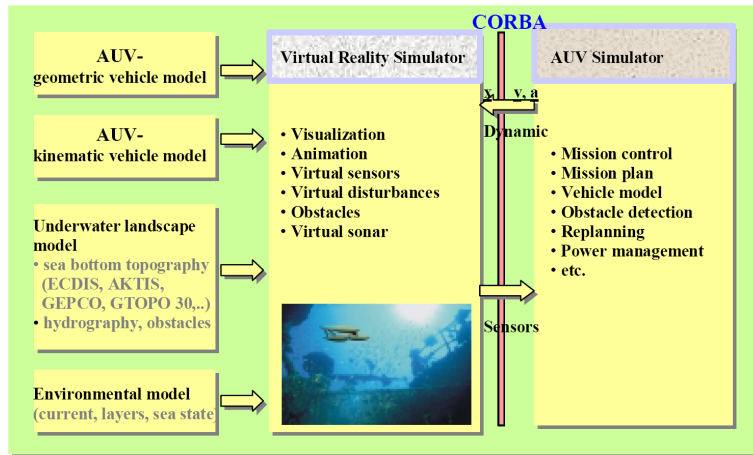 CORBA
AUV-
geometric vehicle model
AUV-
kinematic vehicle model
Underwater landscape
model
• sea bottom topography
(ECDIS, AKTIS,
GEPCO, GTOPO 30,..)
• hydrography, obstacles
Environmental model
(current, layers, sea state)
Virtual Reality Simulator
• Visualization
• Animation
• Virtual sensors
• Virtual disturbances
• Obstacles
• Virtual sonar
x, v, a
Dynamic
Sensors
AUV Simulator
• Mission control
• Mission plan
• Vehicle model
• Obstacle detection
• Replanning
• Power management
• etc.